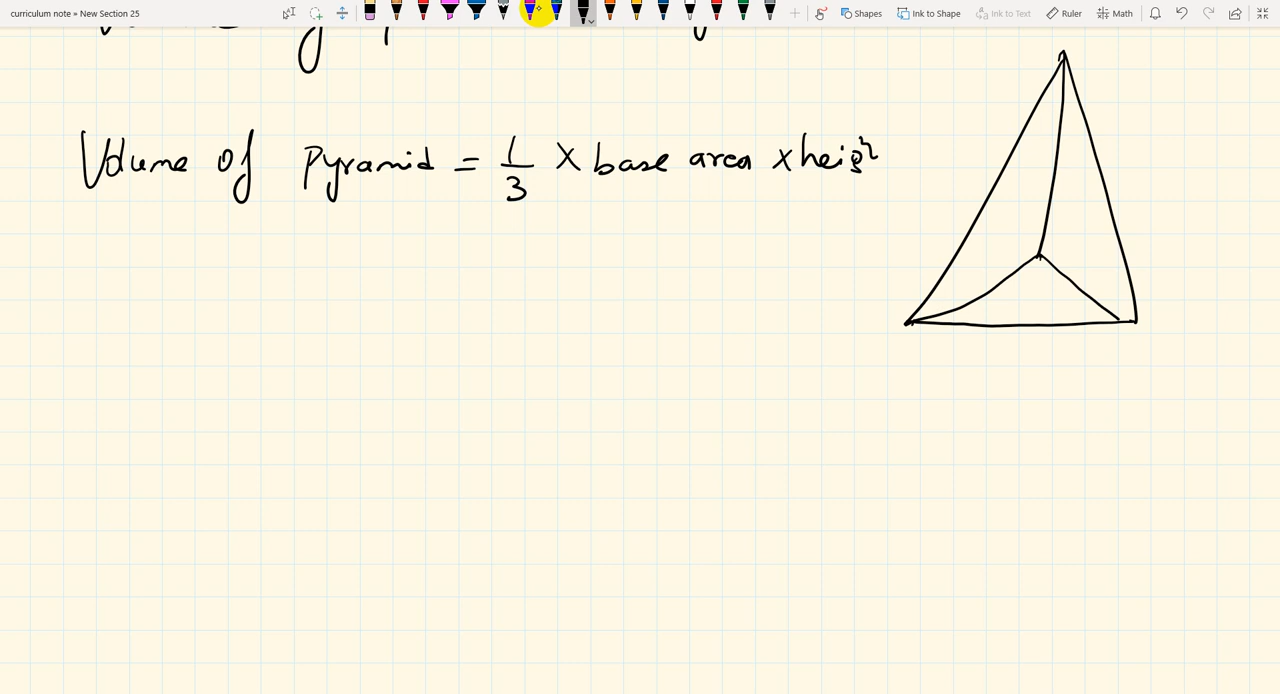 curriculum note » New Section 25
Shapes Ink to Shape Ink to Text Ruler Math
Volume of Pyramid = 1/3 × base area × heigh